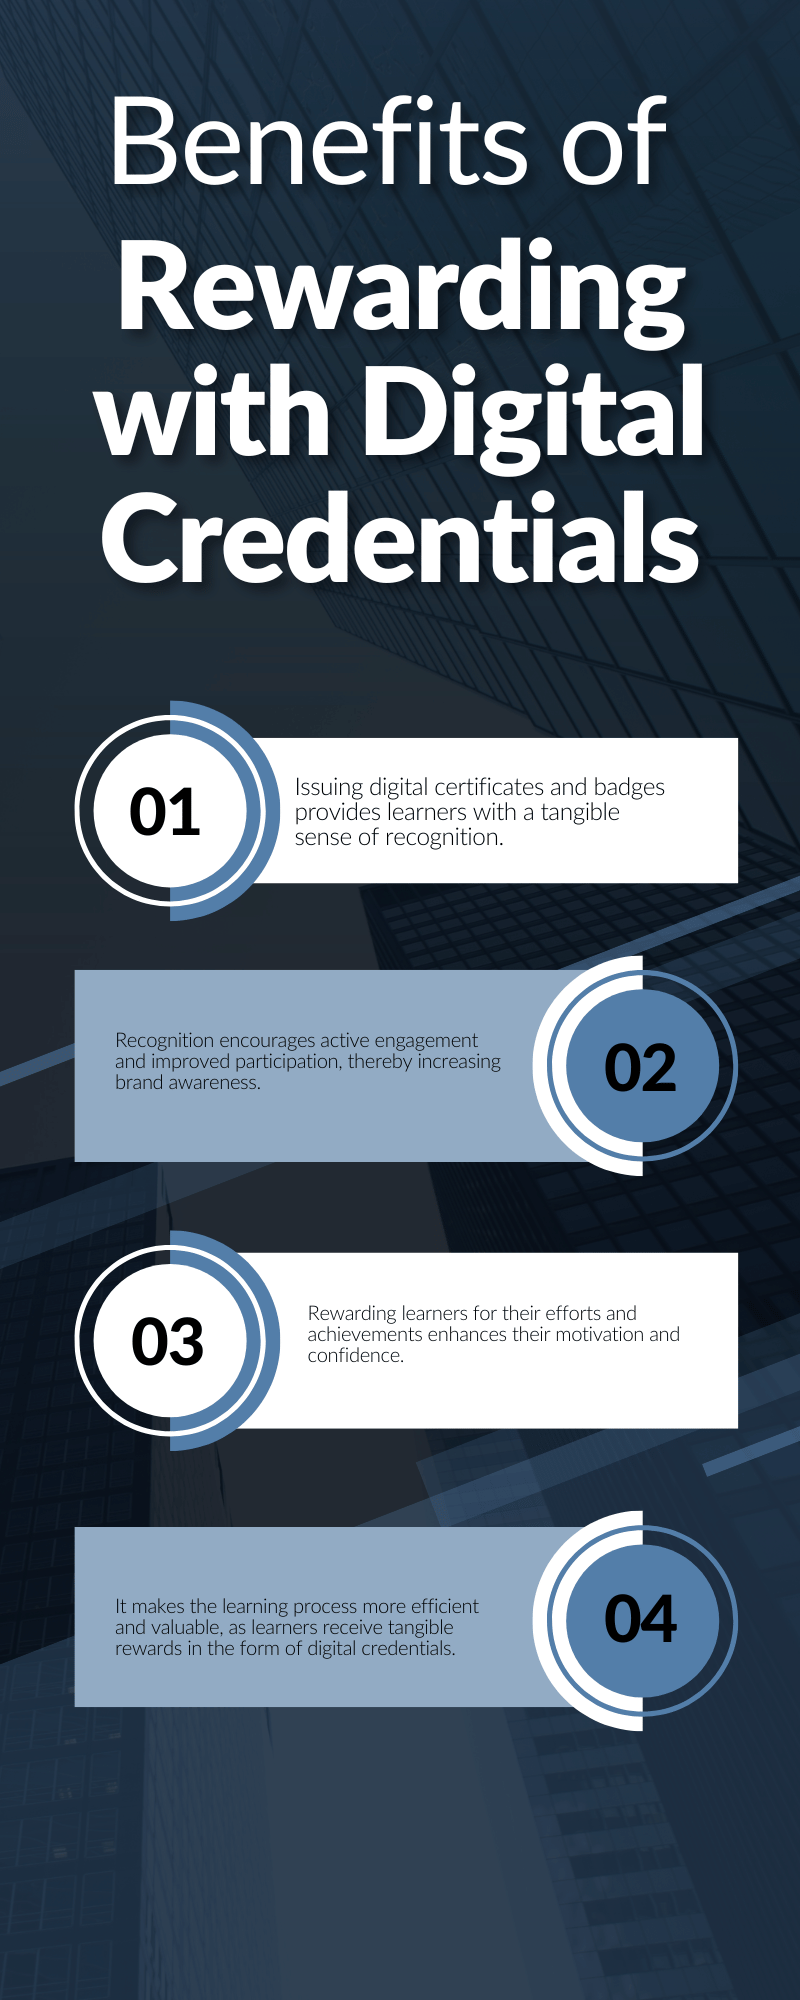 Benefits of
Rewarding
with Digital
Credentials
01
Issuing digital certificates and badges
provides learners with a tangible
sense of recognition.
Recognition encourages active engagement
and improved participation, thereby increasing
brand awareness.
02
03
Rewarding learners for their efforts and
achievements enhances their motivation and
confidence.
It makes the learning process more efficient
and valuable, as learners receive tangible
rewards in the form of digital credentials.
04